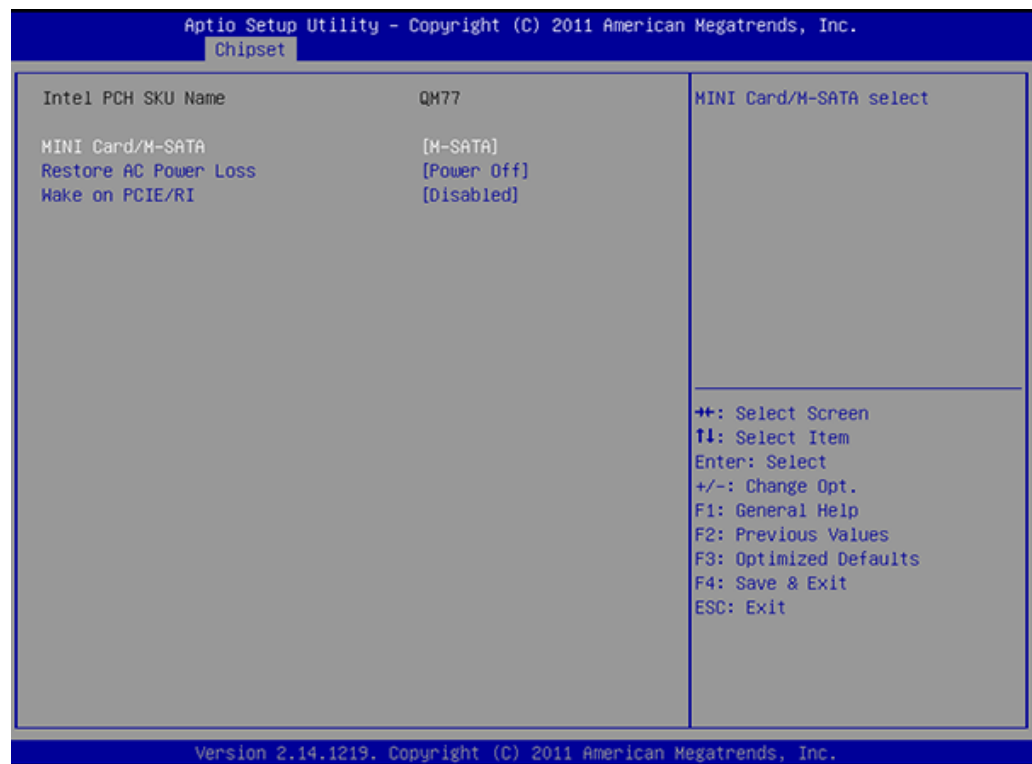 Aptio Setup Utility – Copyright (C) 2011 American Megatrends, Inc.
Chipset
Intel PCH SKU Name QM77
MINI Card/M-SATA [M-SATA]
Restore AC Power Loss [Power Off]
Wake on PCIE/RI [Disabled]
MINI Card/M-SATA select
→←: Select Screen
↑↓: Select Item
Enter: Select
+/-: Change Opt.
F1: General Help
F2: Previous Values
F3: Optimized Defaults
F4: Save & Exit
ESC: Exit
Version 2.14.1219. Copyright (C) 2011 American Megatrends, Inc.